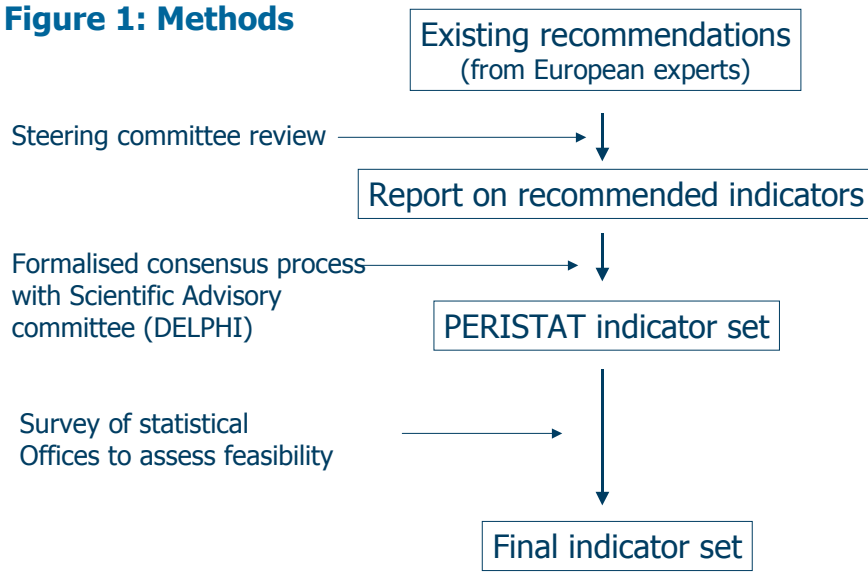 Figure 1: Methods
Existing recommendations
(from European experts)
Steering committee review
Report on recommended indicators
Formalised consensus process
with Scientific Advisory
committee (DELPHI)
PERISTAT indicator set
Survey of statistical
Offices to assess feasibility
Final indicator set